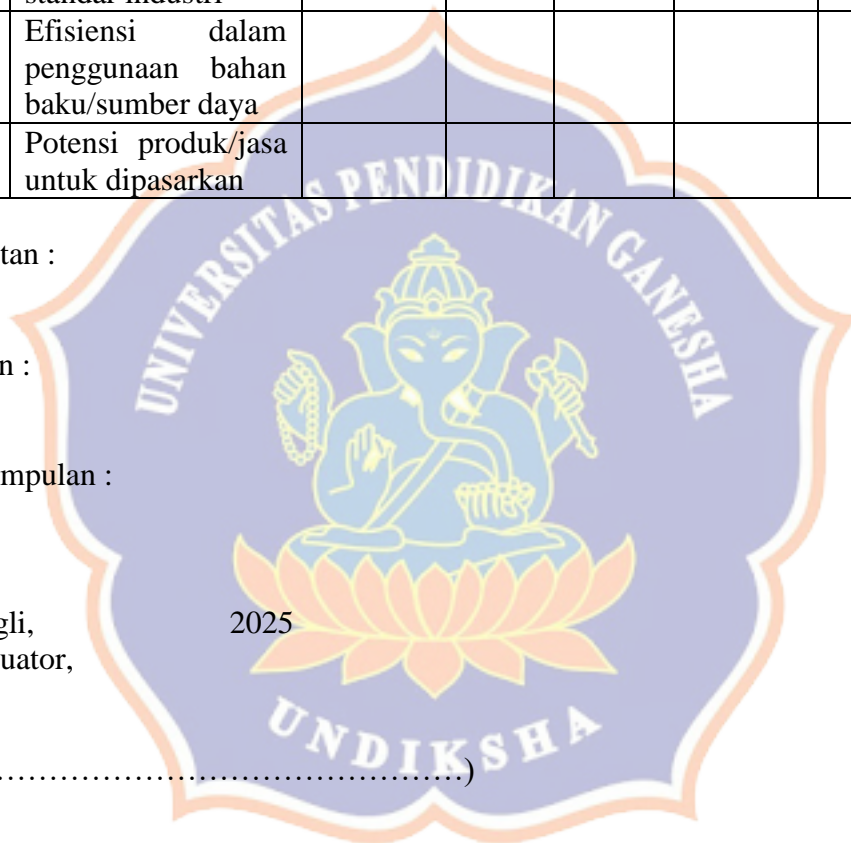 standar industri
Efisiensi dalam
penggunaan bahan
baku/sumber daya
Potensi produk/jasa
untuk dipasarkan
UNIVERSITAS PENDIDIKAN GANESHA
tan :
n :
mpulan :
gli, 2025
uator,
UNDIKSHA
……………………………………………)